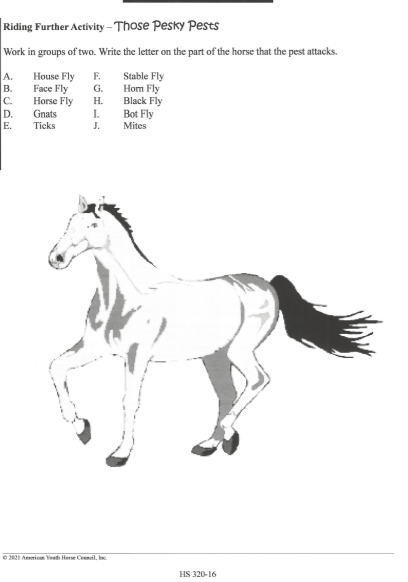 Riding Further Activity – Those Pesky Pests
Work in groups of two. Write the letter on the part of the horse that the pest attacks.
A. House Fly F. Stable Fly
B. Face Fly G. Horn Fly
C. Horse Fly H. Black Fly
D. Gnats I. Bot Fly
E. Ticks J. Mites
© 2021 American Youth Horse Council, Inc.
HS 320-16